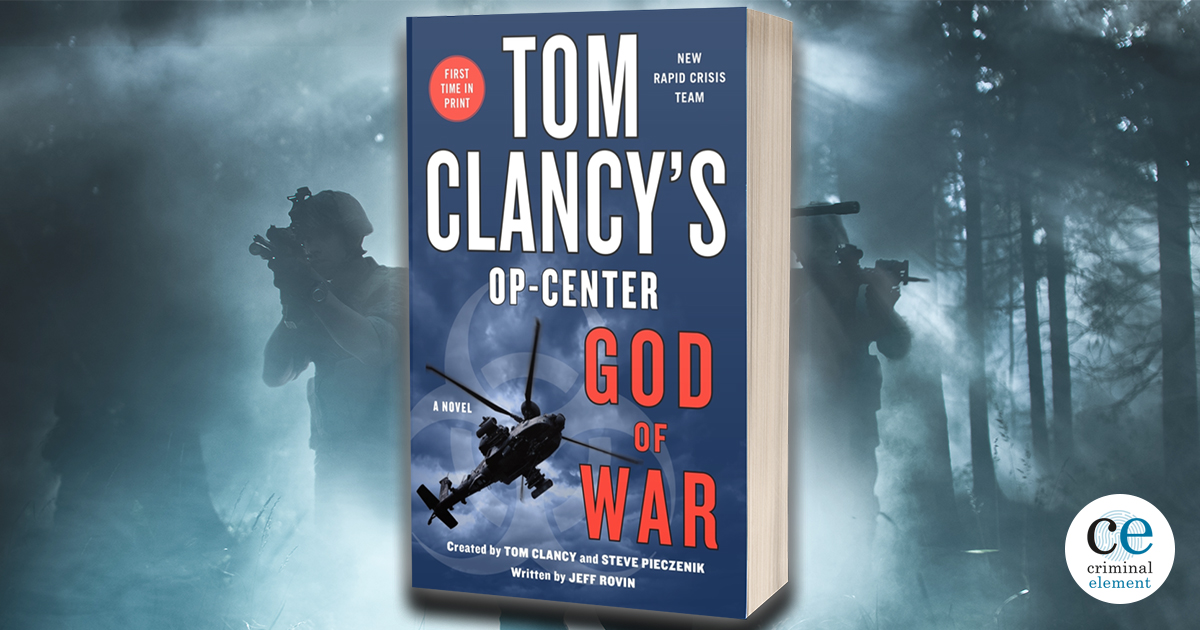 FIRST
TIME IN
PRINT
NEW
RAPID CRISIS
TEAM
TOM
CLANCY'S
OP-CENTER
GOD
OF
WAR
A NOVEL
Created by TOM CLANCY and STEVE PIECZENIK
Written by JEFF ROVIN
ce
criminal
element